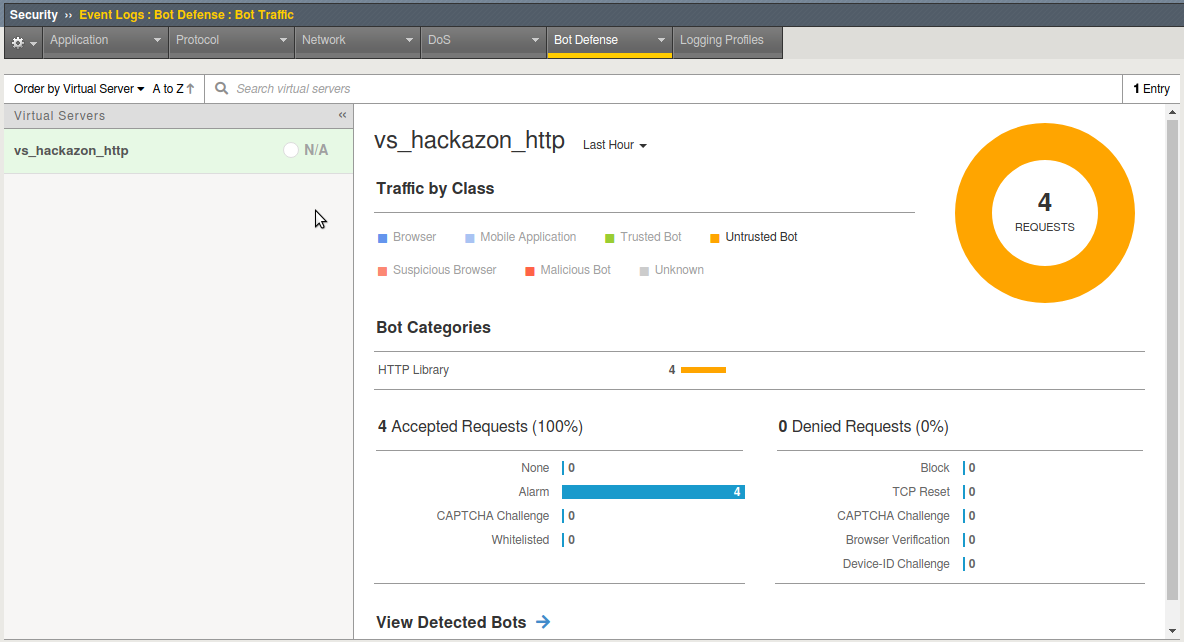 Security ›› Event Logs : Bot Defense : Bot Traffic
Application Protocol Network DoS Bot Defense Logging Profiles
Order by Virtual Server A to Z Search virtual servers 1 Entry
Virtual Servers «
vs_hackazon_http N/A
vs_hackazon_http Last Hour
4
REQUESTS
Traffic by Class
Browser Mobile Application Trusted Bot Untrusted Bot
Suspicious Browser Malicious Bot Unknown
Bot Categories
HTTP Library 4
4 Accepted Requests (100%)
None 0
Alarm 4
CAPTCHA Challenge 0
Whitelisted 0
0 Denied Requests (0%)
Block 0
TCP Reset 0
CAPTCHA Challenge 0
Browser Verification 0
Device-ID Challenge 0
View Detected Bots